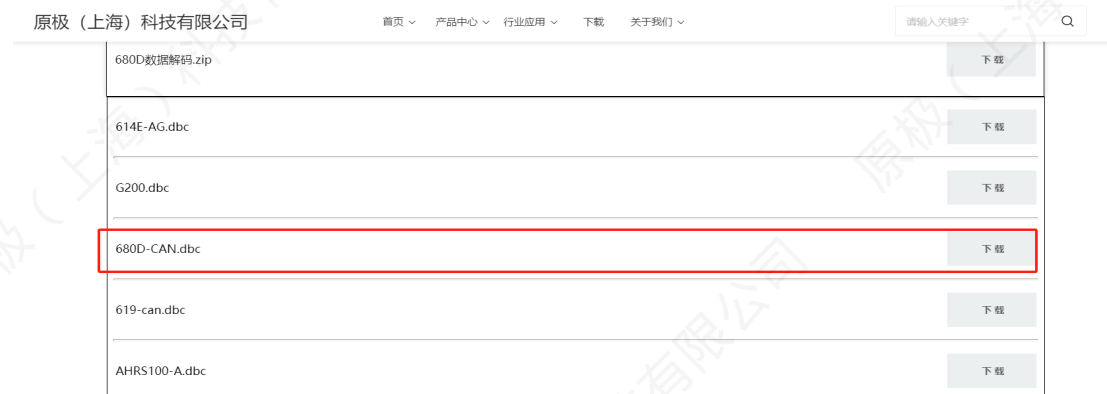 原极（上海）科技有限公司
首页 产品中心 行业应用 下载 关于我们 请输入关键字
680D数据解码.zip 下 载
614E-AG.dbc 下 载
G200.dbc 下 载
680D-CAN.dbc 下 载
619-can.dbc 下 载
AHRS100-A.dbc 下 载